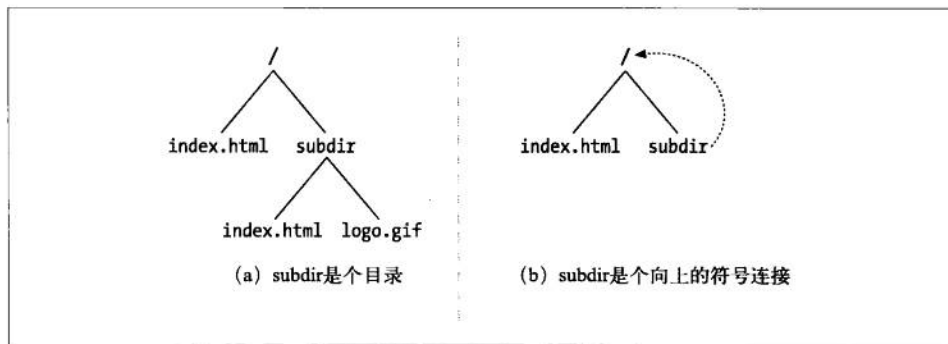 /
index.html subdir
index.html logo.gif
(a) subdir是个目录
/
index.html subdir
(b) subdir是个向上的符号连接